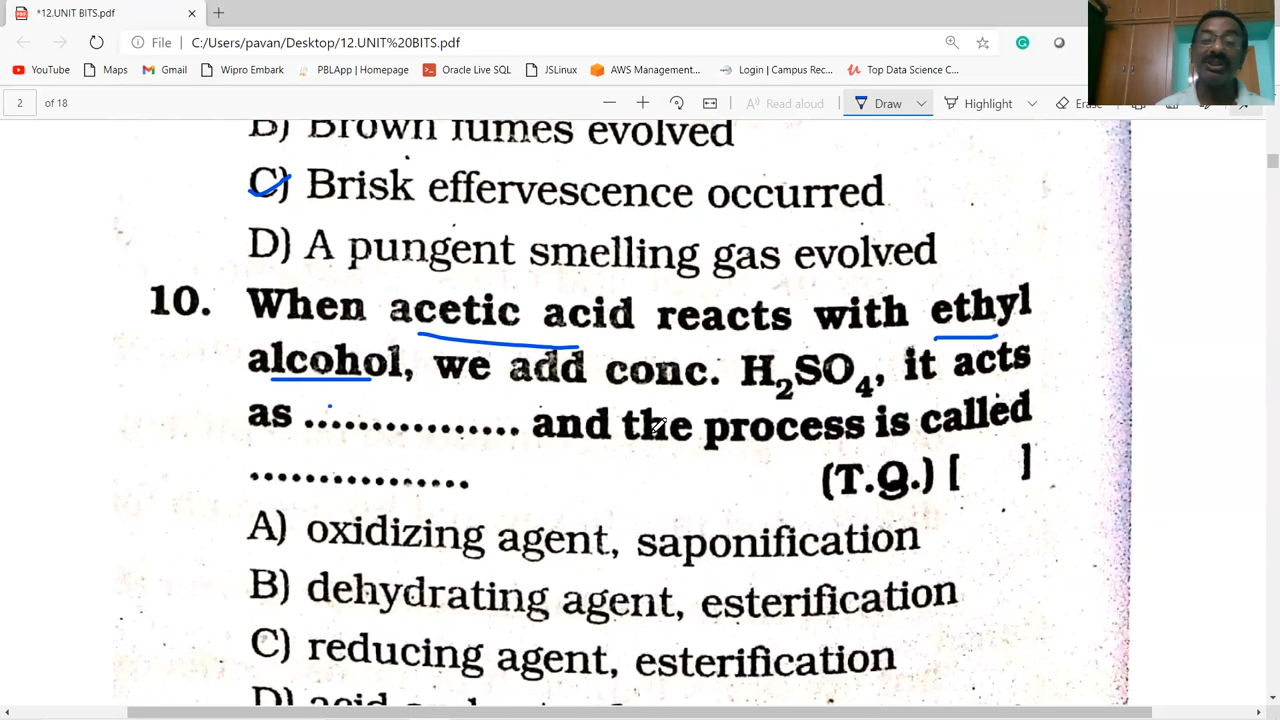 *12.UNIT BITS.pdf
File C:/Users/pavan/Desktop/12.UNIT%20BITS.pdf
YouTube Maps Gmail Wipro Embark PBLApp | Homepage Oracle Live SQL JSLinux AWS Management... Login | Campus Rec... Top Data Science C...
2 of 18 Read aloud Draw Highlight Erase
B) Brown fumes evolved
C) Brisk effervescence occurred
D) A pungent smelling gas evolved
10. When acetic acid reacts with ethyl
alcohol, we add conc. H₂SO₄, it acts
as ................ and the process is called
................ (T.Q.) [ ]
A) oxidizing agent, saponification
B) dehydrating agent, esterification
C) reducing agent, esterification
D) acid